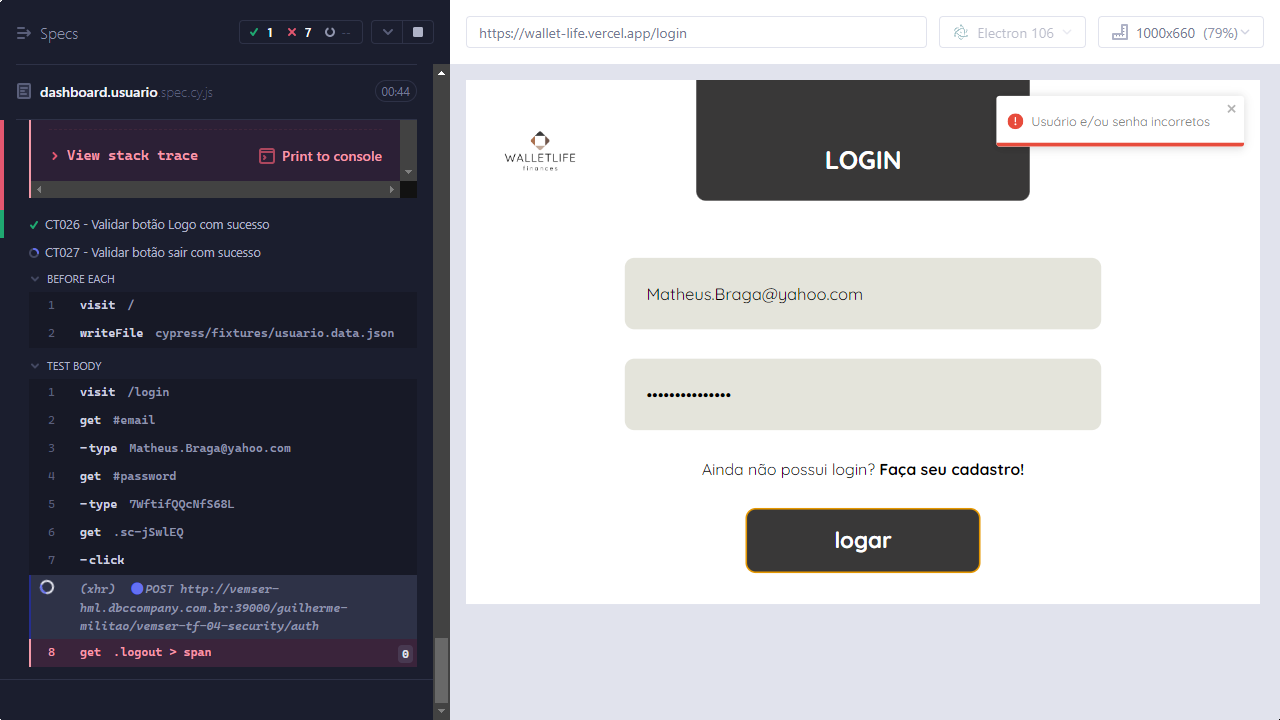 Specs
1 7 --
dashboard.usuario.spec.cy.js 00:44
View stack trace Print to console
CT026 - Validar botão Logo com sucesso
CT027 - Validar botão sair com sucesso
BEFORE EACH
1 visit /
2 writeFile cypress/fixtures/usuario.data.json
TEST BODY
1 visit /login
2 get #email
3 -type Matheus.Braga@yahoo.com
4 get #password
5 -type 7WftifQQcNfS68L
6 get .sc-jSwlEQ
7 -click
(xhr) POST http://vemser-
hml.dbccompany.com.br:39000/guilherme-
militao/vemser-tf-04-security/auth
8 get .logout > span 0
https://wallet-life.vercel.app/login
Electron 106
1000x660 (79%)
WALLETLIFE
finances
LOGIN
Usuário e/ou senha incorretos
Matheus.Braga@yahoo.com
•••••••••••••••
Ainda não possui login? Faça seu cadastro!
logar